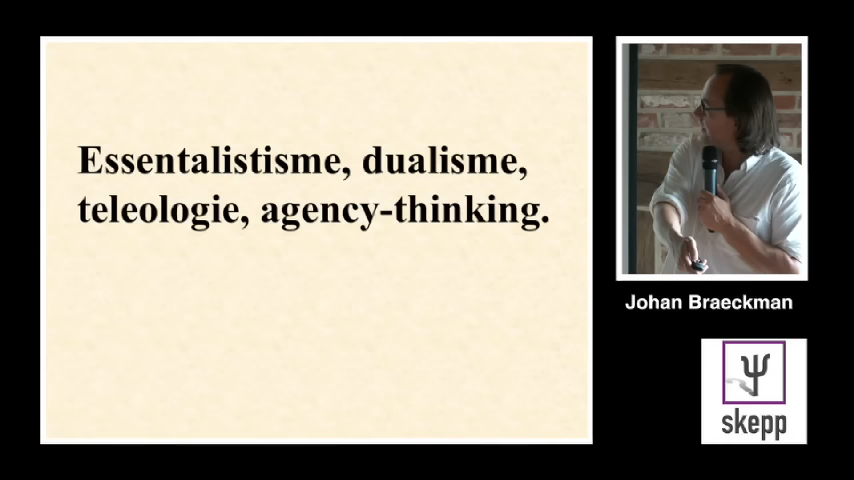 Essentalistisme, dualisme,
teleologie, agency-thinking.
Johan Braeckman
skepp